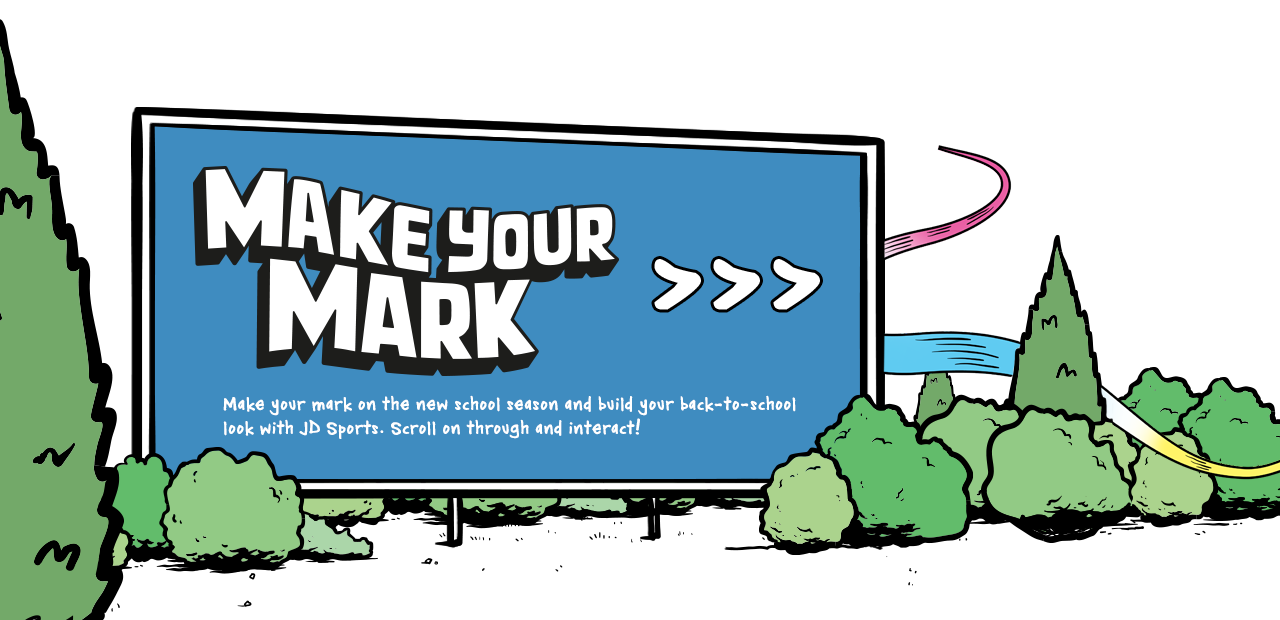 MAKE YOUR
MARK
>>>
Make your mark on the new school season and build your back-to-school
look with JD Sports. Scroll on through and interact!